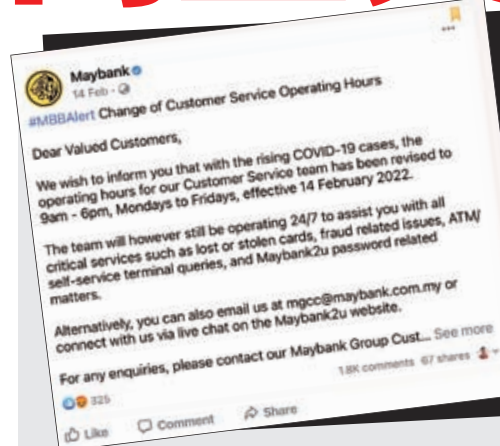 Maybank
14 Feb ·
#MBBAlert Change of Customer Service Operating Hours
Dear Valued Customers,
We wish to inform you that with the rising COVID-19 cases, the
operating hours for our Customer Service team has been revised to
9am - 6pm, Mondays to Fridays, effective 14 February 2022.
The team will however still be operating 24/7 to assist you with all
critical services such as lost or stolen cards, fraud related issues, ATM/
self-service terminal queries, and Maybank2u password related
matters.
Alternatively, you can also email us at mgcc@maybank.com.my or
connect with us via live chat on the Maybank2u website.
For any enquiries, please contact our Maybank Group Cust... See more
325
1.8K comments 67 shares
Like Comment Share